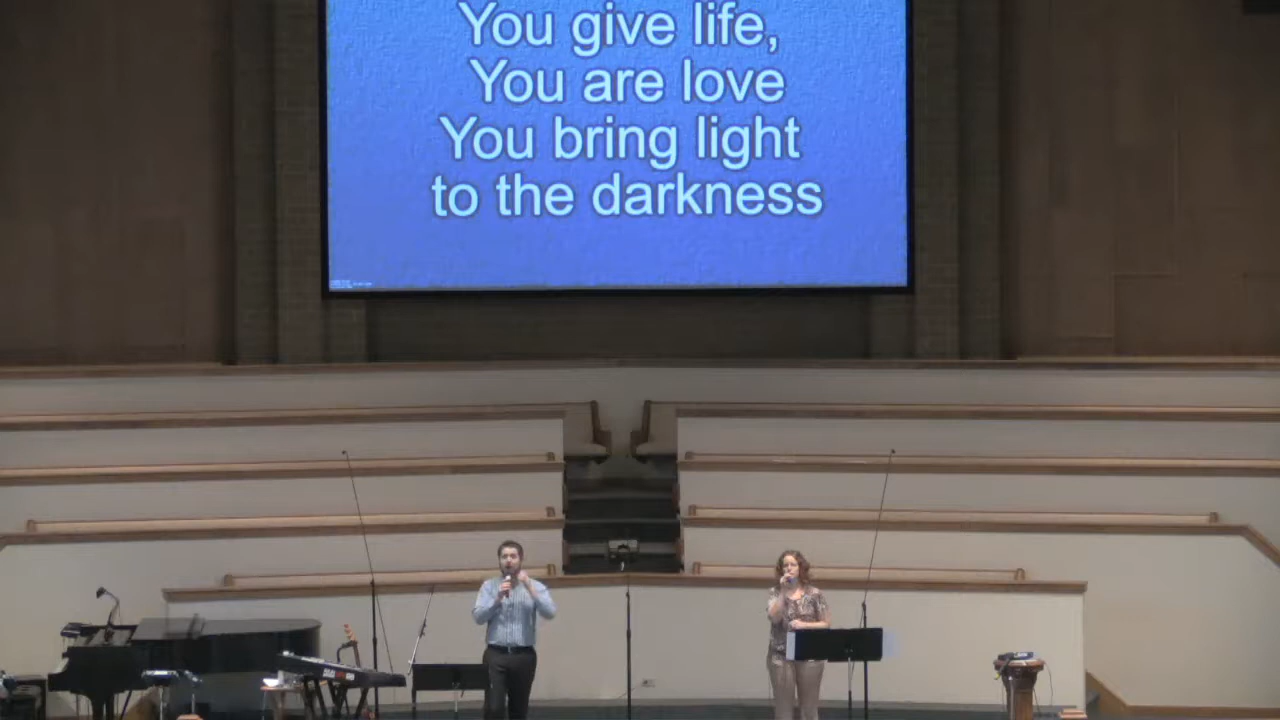 You give life,
You are love
You bring light
to the darkness